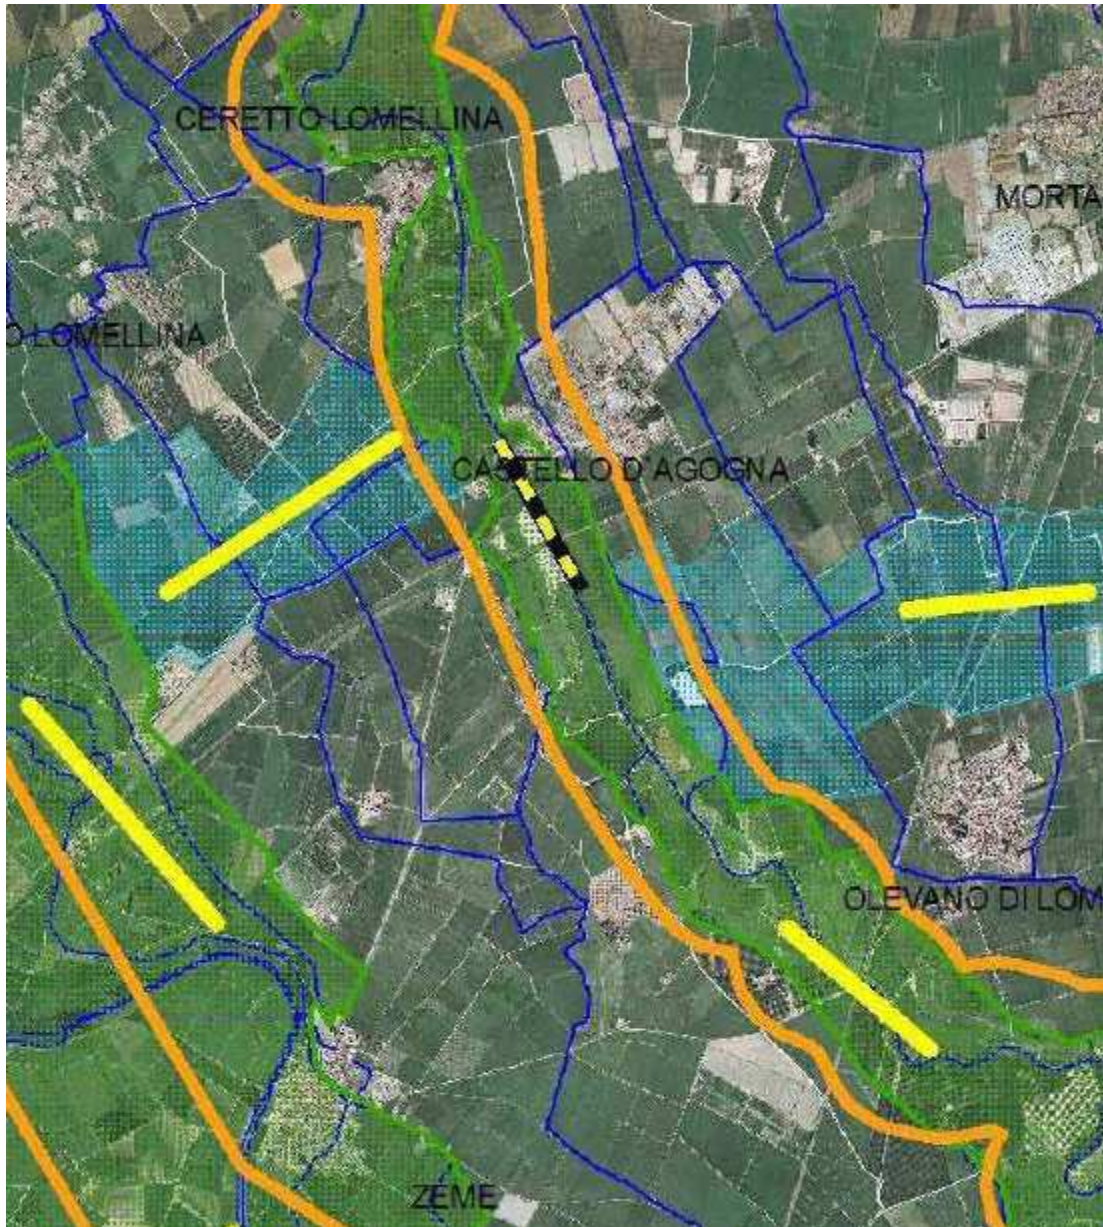 CERETTO LOMELLINA
MORTA
O LOMELLINA
CASTELLO D'AGOGNA
OLEVANO DI LOM
ZEME